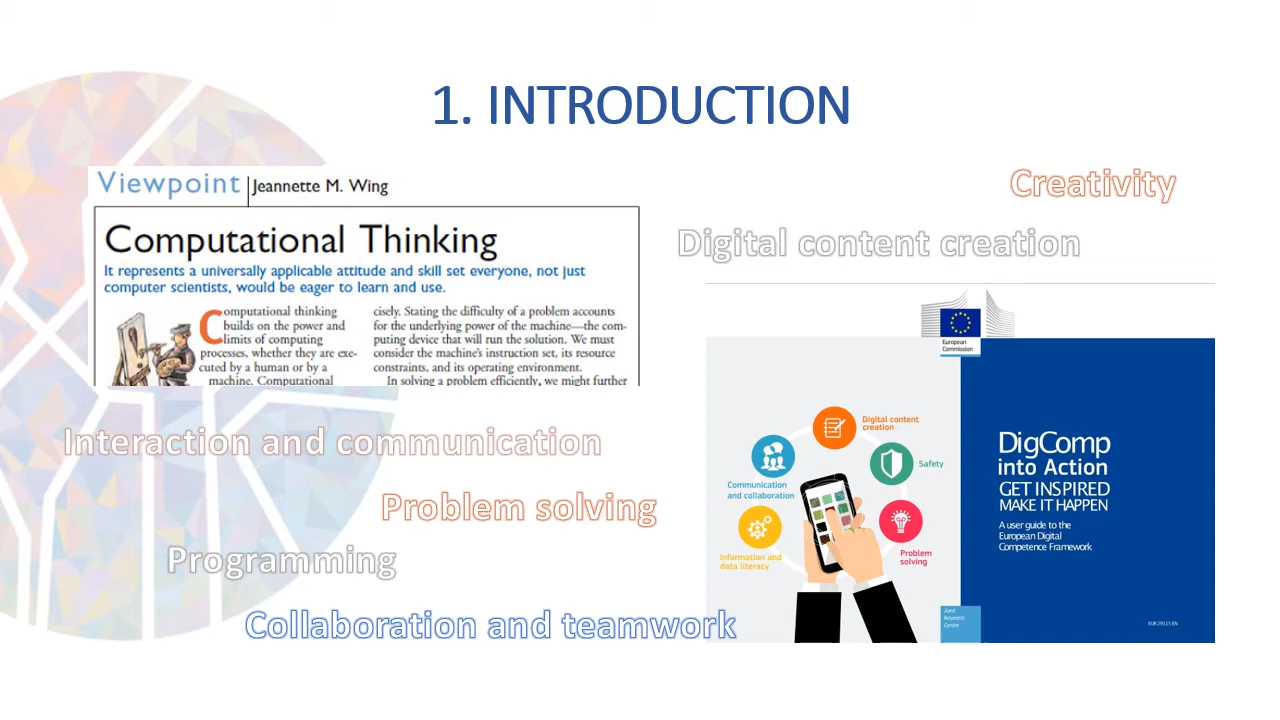 1. INTRODUCTION
Viewpoint
Jeannette M. Wing
Computational Thinking
It represents a universally applicable attitude and skill set everyone, not just
computer scientists, would be eager to learn and use.
Computational thinking
builds on the power and
limits of computing
processes, whether they are exe-
cuted by a human or by a
machine. Computational
cisely. Stating the difficulty of a problem accounts
for the underlying power of the machine—the com-
puting device that will run the solution. We must
consider the machine's instruction set, its resource
constraints, and its operating environment.
In solving a problem efficiently, we might further
Creativity
Digital content creation
European
Commission
Digital content
creation
Safety
Communication
and collaboration
Information and
data literacy
Problem
solving
DigComp
into Action
GET INSPIRED
MAKE IT HAPPEN
A user guide to the
European Digital
Competence Framework
Joint
Research
Centre
EUR 29115 EN
Interaction and communication
Problem solving
Programming
Collaboration and teamwork